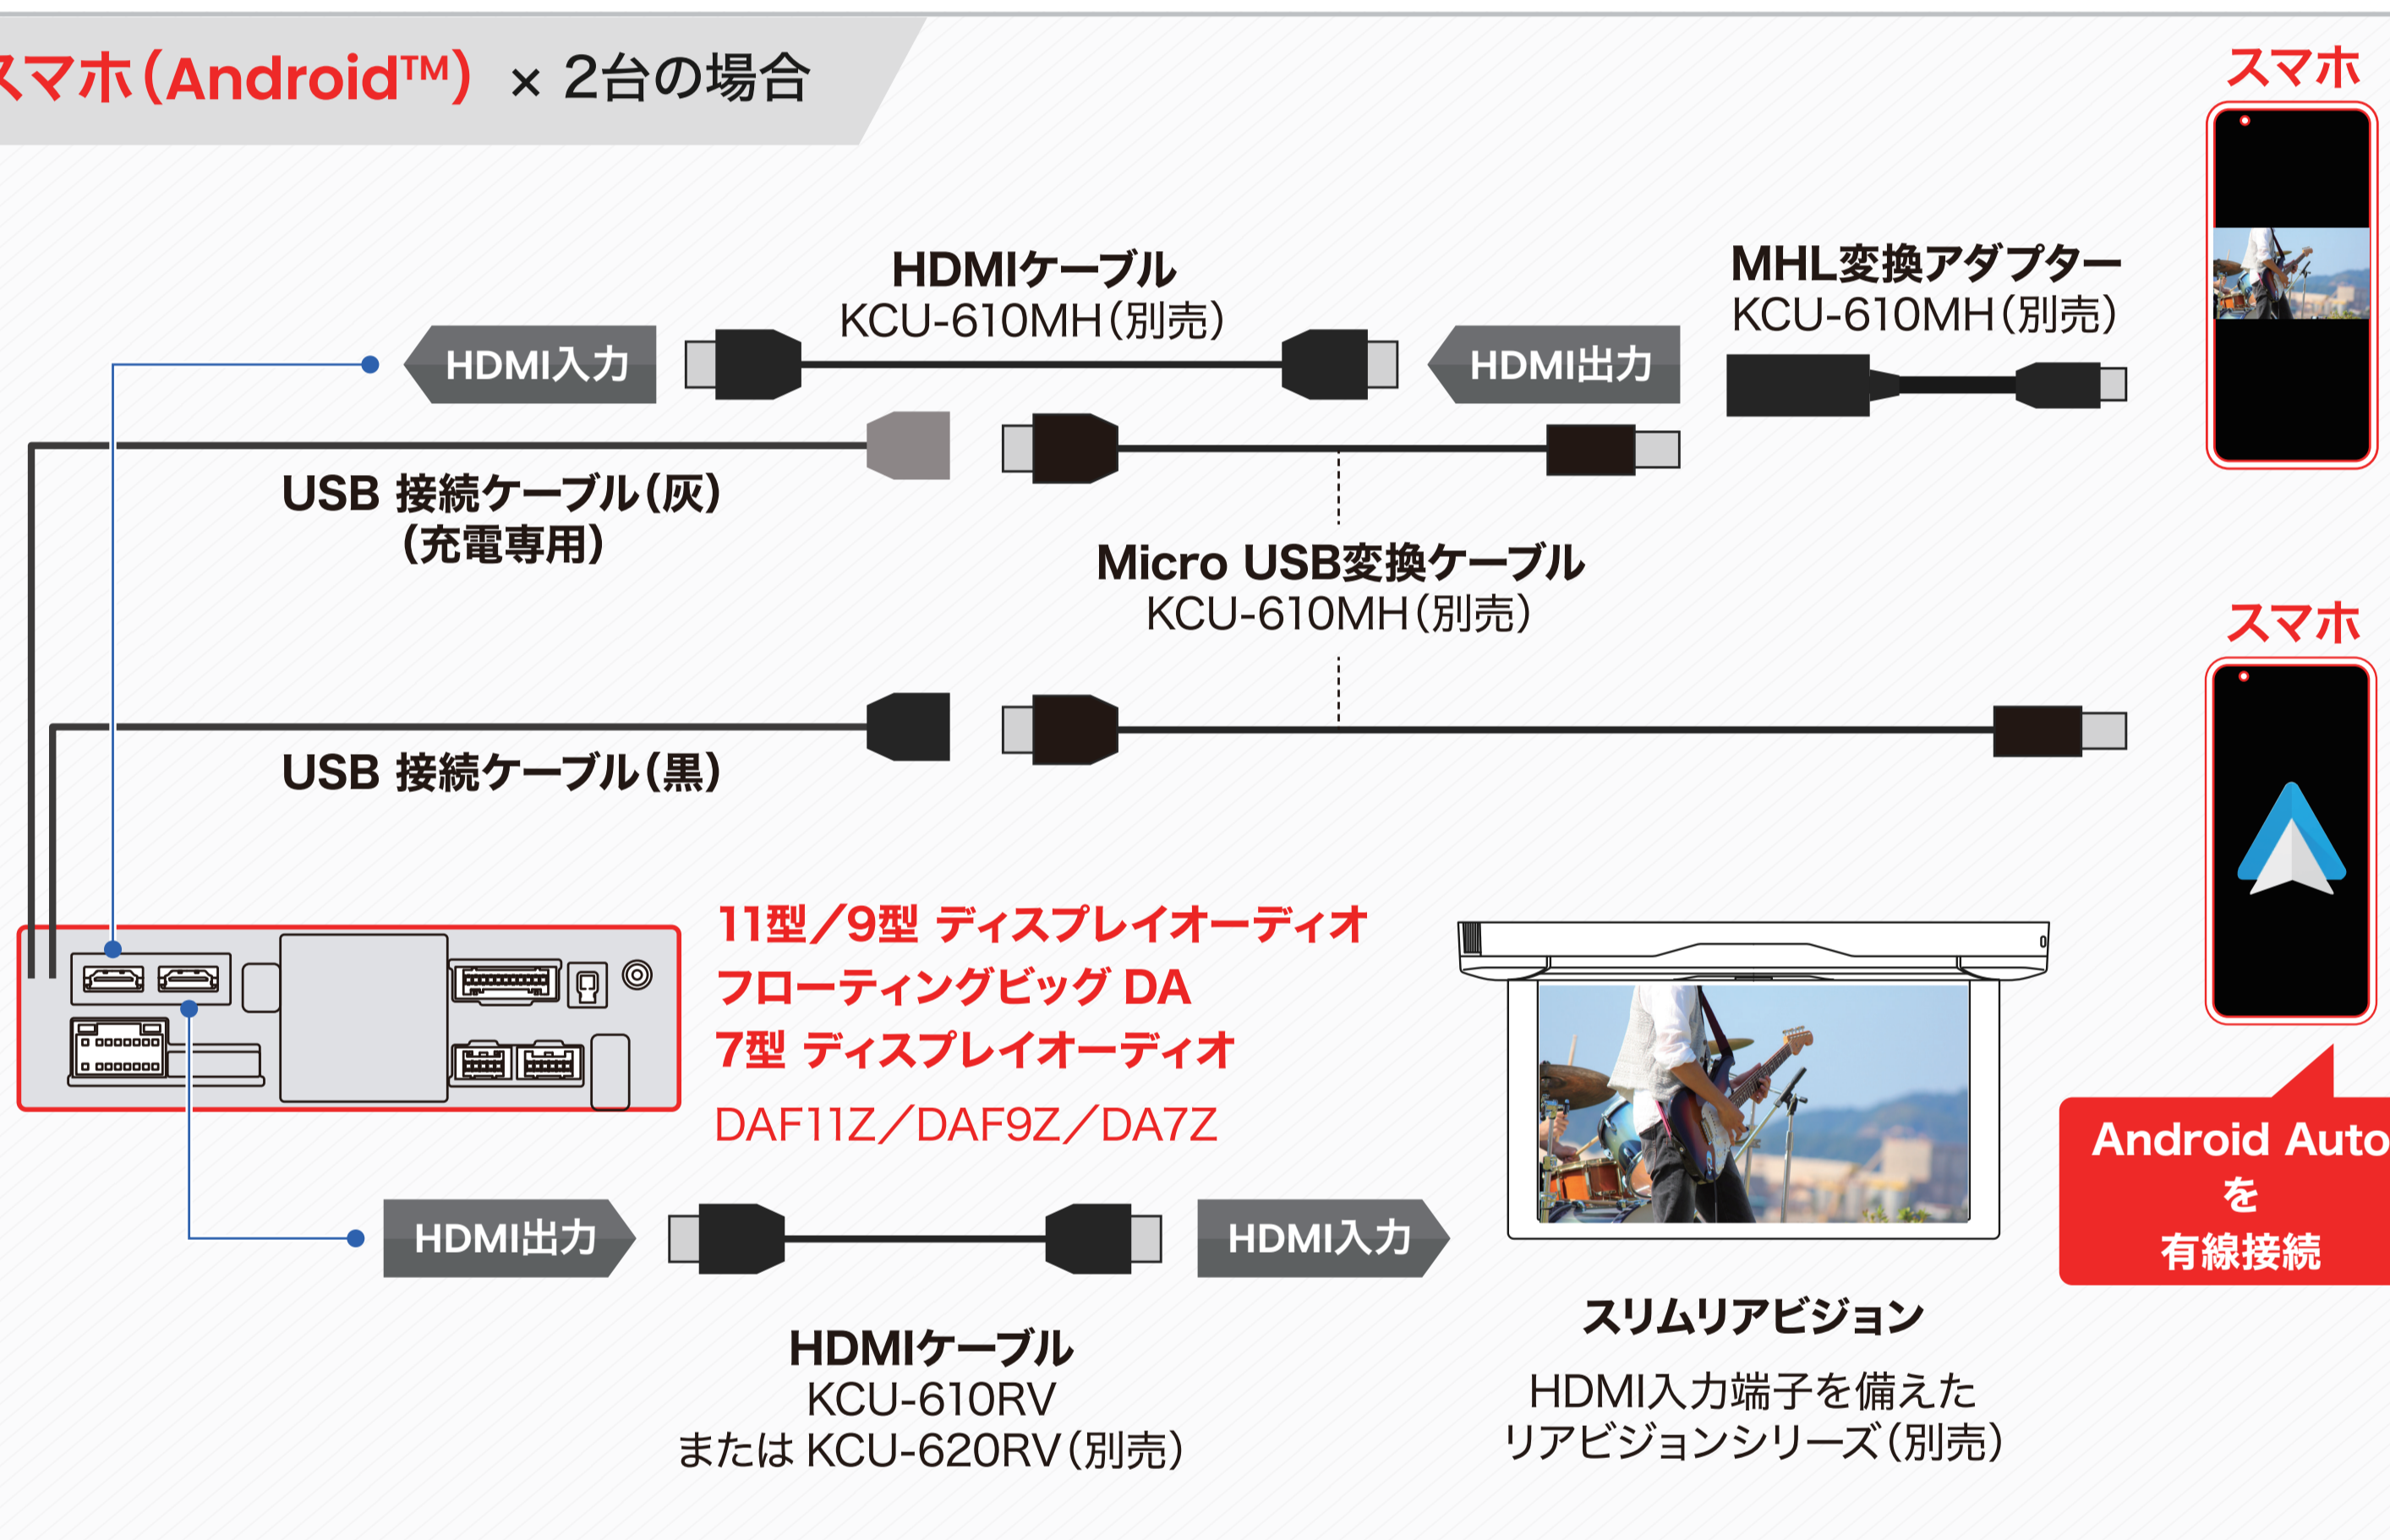 スマホ（Android™） × 2台の場合
スマホ
HDMIケーブル
KCU-610MH（別売）
MHL変換アダプター
KCU-610MH（別売）
HDMI入力
HDMI出力
USB 接続ケーブル（灰）
（充電専用）
Micro USB変換ケーブル
KCU-610MH（別売）
スマホ
USB 接続ケーブル（黒）
11型／9型 ディスプレイオーディオ
フローティングビッグ DA
7型 ディスプレイオーディオ
DAF11Z／DAF9Z／DA7Z
Android Auto
を
有線接続
HDMI出力
HDMI入力
HDMIケーブル
KCU-610RV
または KCU-620RV（別売）
スリムリアビジョン
HDMI入力端子を備えた
リアビジョンシリーズ（別売）